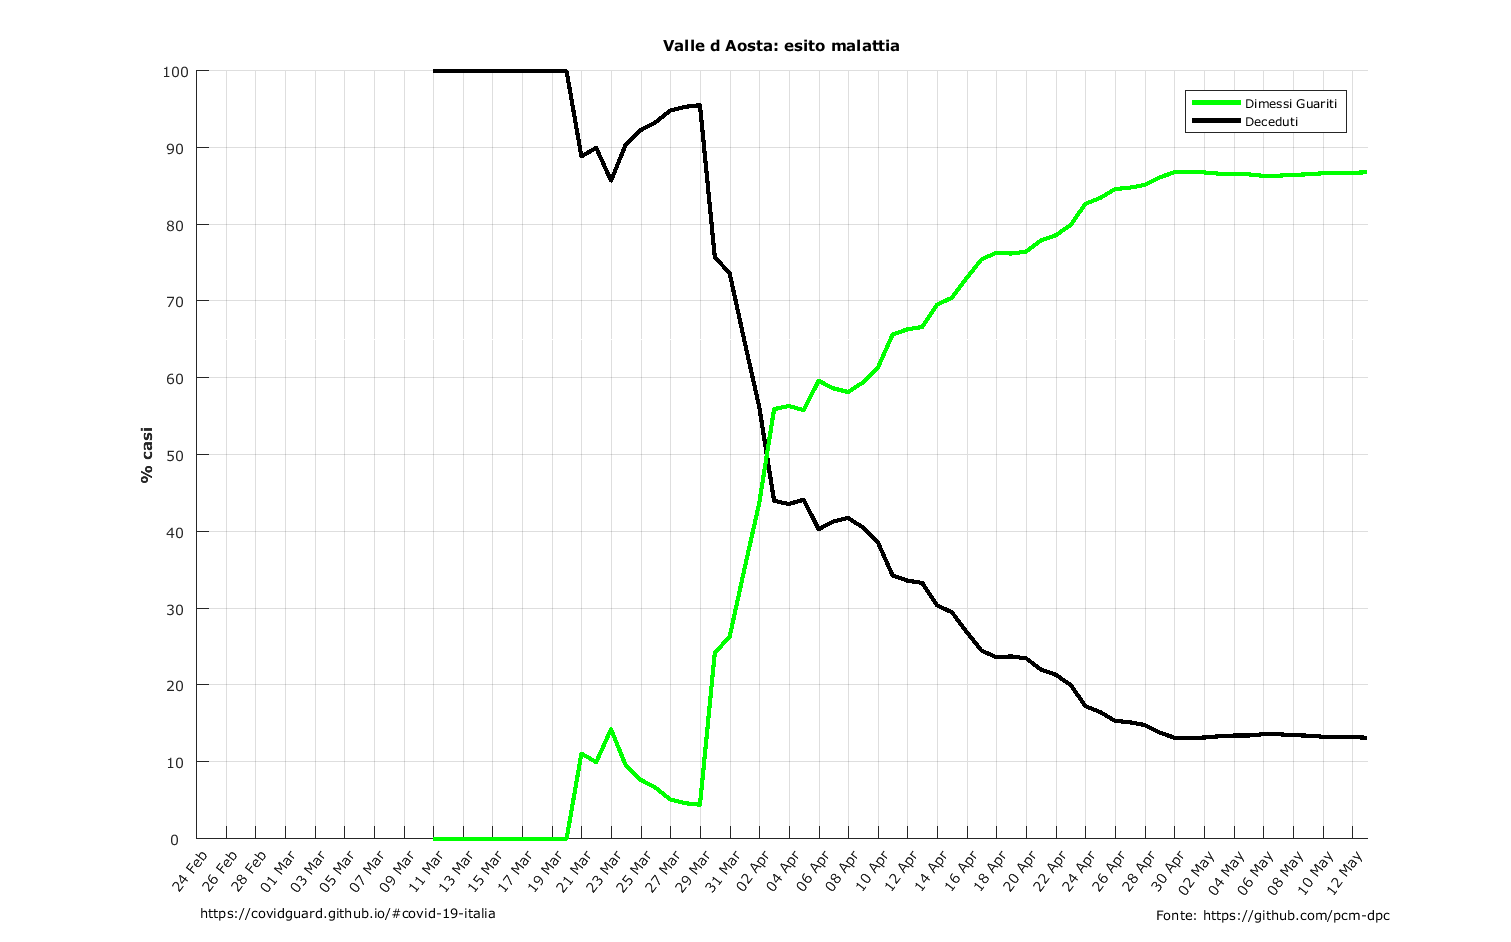 Valle d Aosta: esito malattia
Dimessi Guariti
Deceduti
% casi
100
90
80
70
60
50
40
30
20
10
0
24 Feb
26 Feb
28 Feb
01 Mar
03 Mar
05 Mar
07 Mar
09 Mar
11 Mar
13 Mar
15 Mar
17 Mar
19 Mar
21 Mar
23 Mar
25 Mar
27 Mar
29 Mar
31 Mar
02 Apr
04 Apr
06 Apr
08 Apr
10 Apr
12 Apr
14 Apr
16 Apr
18 Apr
20 Apr
22 Apr
24 Apr
26 Apr
28 Apr
30 Apr
02 May
04 May
06 May
08 May
10 May
12 May
https://covidguard.github.io/#covid-19-italia
Fonte: https://github.com/pcm-dpc